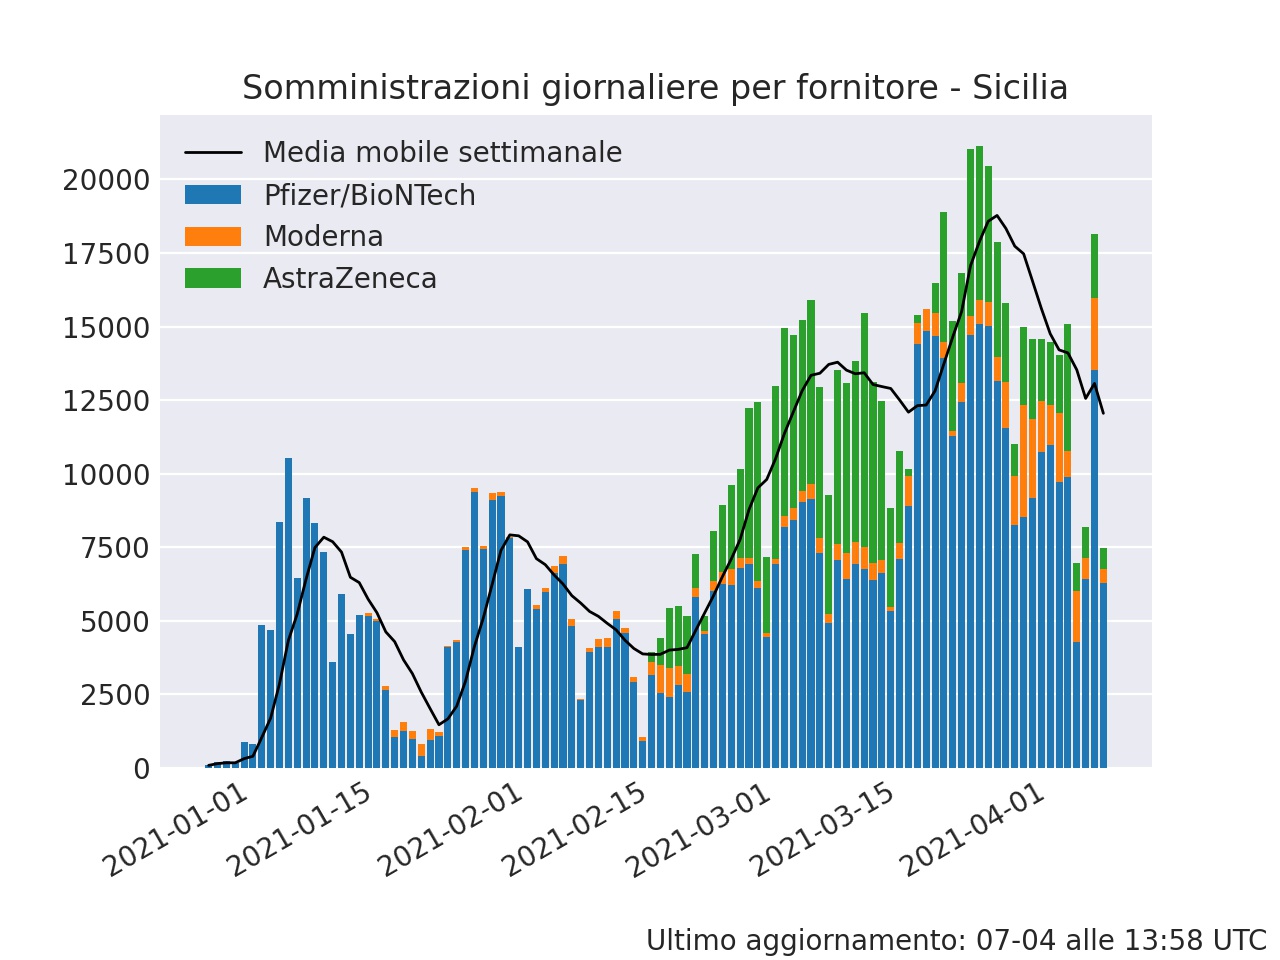 Somministrazioni giornaliere per fornitore - Sicilia
Media mobile settimanale
Pfizer/BioNTech
Moderna
AstraZeneca
20000
17500
15000
12500
10000
7500
5000
2500
0
2021-01-01
2021-01-15
2021-02-01
2021-02-15
2021-03-01
2021-03-15
2021-04-01
Ultimo aggiornamento: 07-04 alle 13:58 UTC